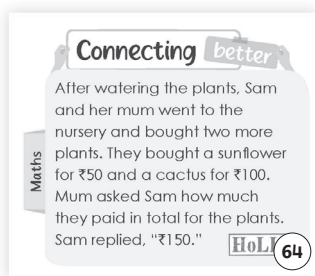 Connecting better
After watering the plants, Sam
and her mum went to the
nursery and bought two more
plants. They bought a sunflower
for ₹50 and a cactus for ₹100.
Mum asked Sam how much
they paid in total for the plants.
Sam replied, “₹150.”
Maths
64